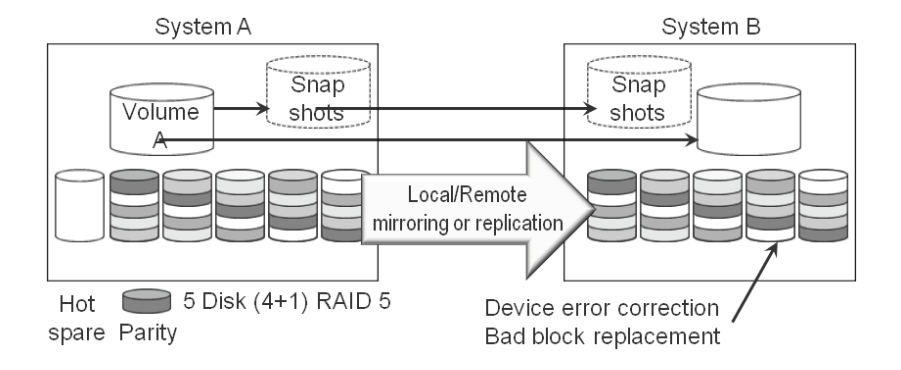 System A
System B
Snap
shots
Snap
shots
Volume
A
Local/Remote
mirroring or replication
Hot
spare
Parity
5 Disk (4+1) RAID 5
Device error correction
Bad block replacement